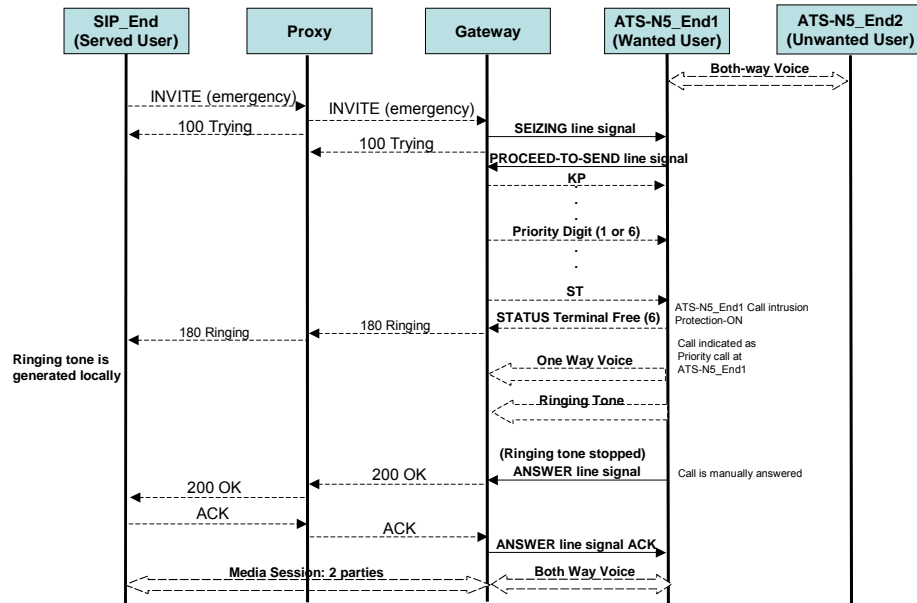 SIP_End
(Served User)
Proxy
Gateway
ATS-N5_End1
(Wanted User)
ATS-N5_End2
(Unwanted User)
Both-way Voice
INVITE (emergency)
INVITE (emergency)
100 Trying
SEIZING line signal
100 Trying
PROCEED-TO-SEND line signal
KP
.
.
.
Priority Digit (1 or 6)
.
.
.
ST
ATS-N5_End1 Call intrusion
Protection-ON
STATUS Terminal Free (6)
180 Ringing
180 Ringing
Call indicated as
Priority call at
ATS-N5_End1
Ringing tone is
generated locally
One Way Voice
Ringing Tone
(Ringing tone stopped)
ANSWER line signal
Call is manually answered
200 OK
200 OK
ACK
ACK
ANSWER line signal ACK
Media Session: 2 parties
Both Way Voice